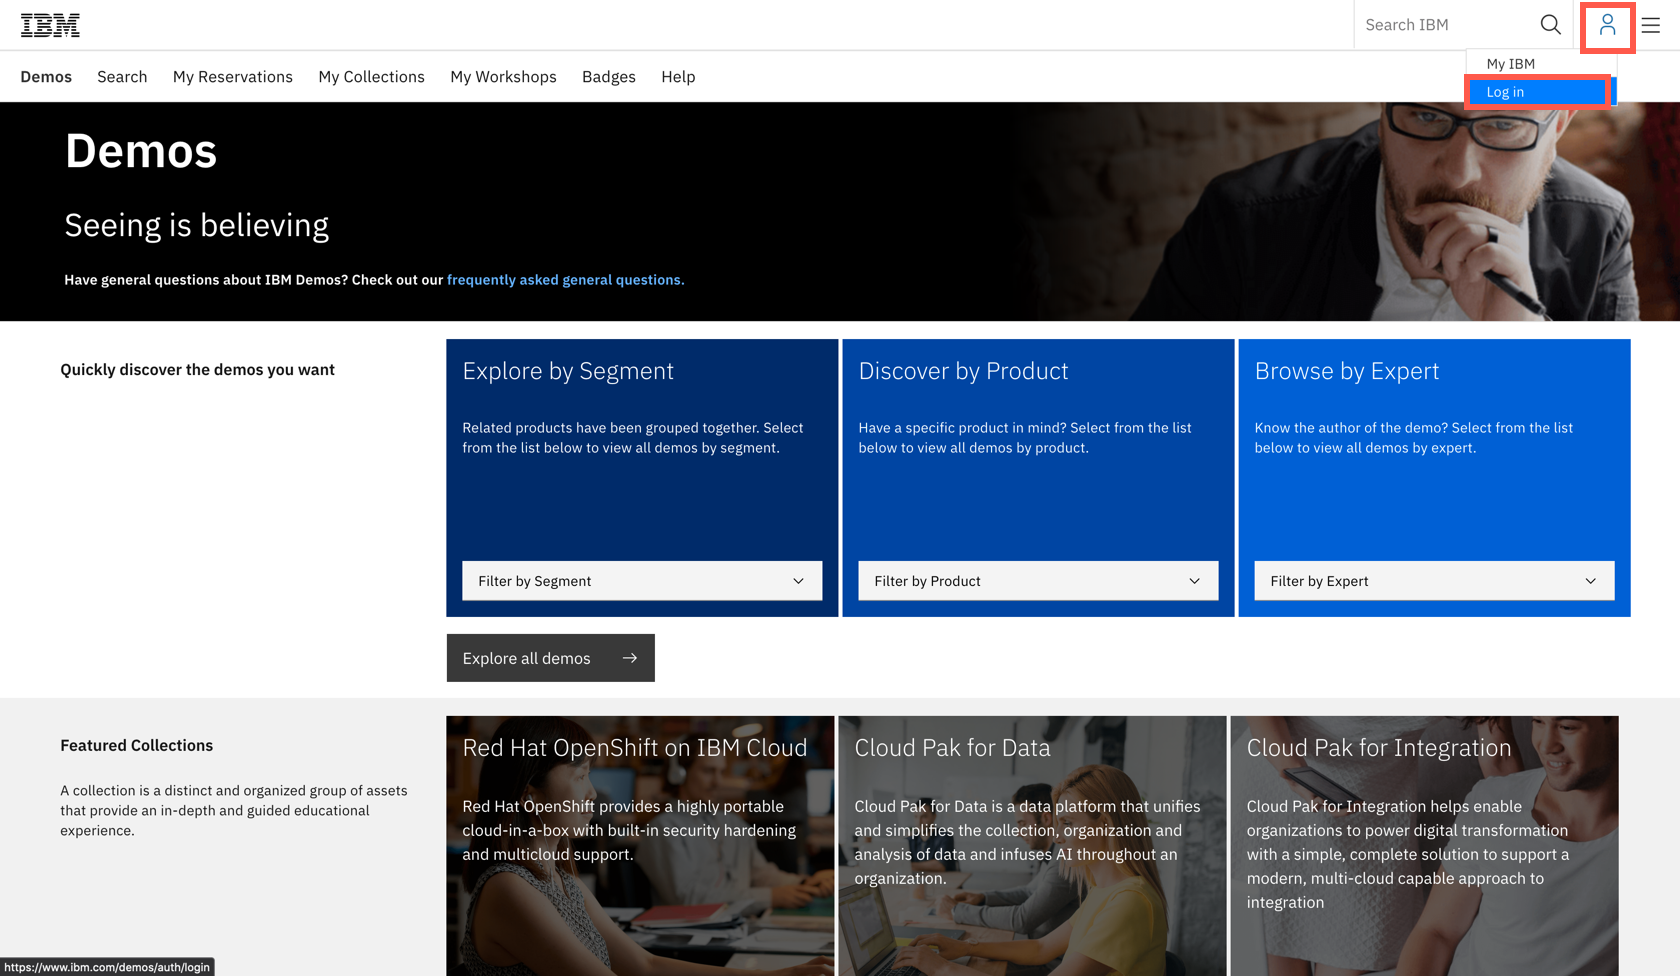 IBM
Search IBM
My IBM
Log in
Demos Search My Reservations My Collections My Workshops Badges Help
Demos
Seeing is believing
Have general questions about IBM Demos? Check out our frequently asked general questions.
Quickly discover the demos you want
Explore by Segment
Related products have been grouped together. Select
from the list below to view all demos by segment.
Filter by Segment
Discover by Product
Have a specific product in mind? Select from the list
below to view all demos by product.
Filter by Product
Browse by Expert
Know the author of the demo? Select from the list
below to view all demos by expert.
Filter by Expert
Explore all demos
Featured Collections
A collection is a distinct and organized group of assets
that provide an in-depth and guided educational
experience.
Red Hat OpenShift on IBM Cloud
Red Hat OpenShift provides a highly portable
cloud-in-a-box with built-in security hardening
and multicloud support.
Cloud Pak for Data
Cloud Pak for Data is a data platform that unifies
and simplifies the collection, organization and
analysis of data and infuses AI throughout an
organization.
Cloud Pak for Integration
Cloud Pak for Integration helps enable
organizations to power digital transformation
with a simple, complete solution to support a
modern, multi-cloud capable approach to
integration
https://www.ibm.com/demos/auth/login